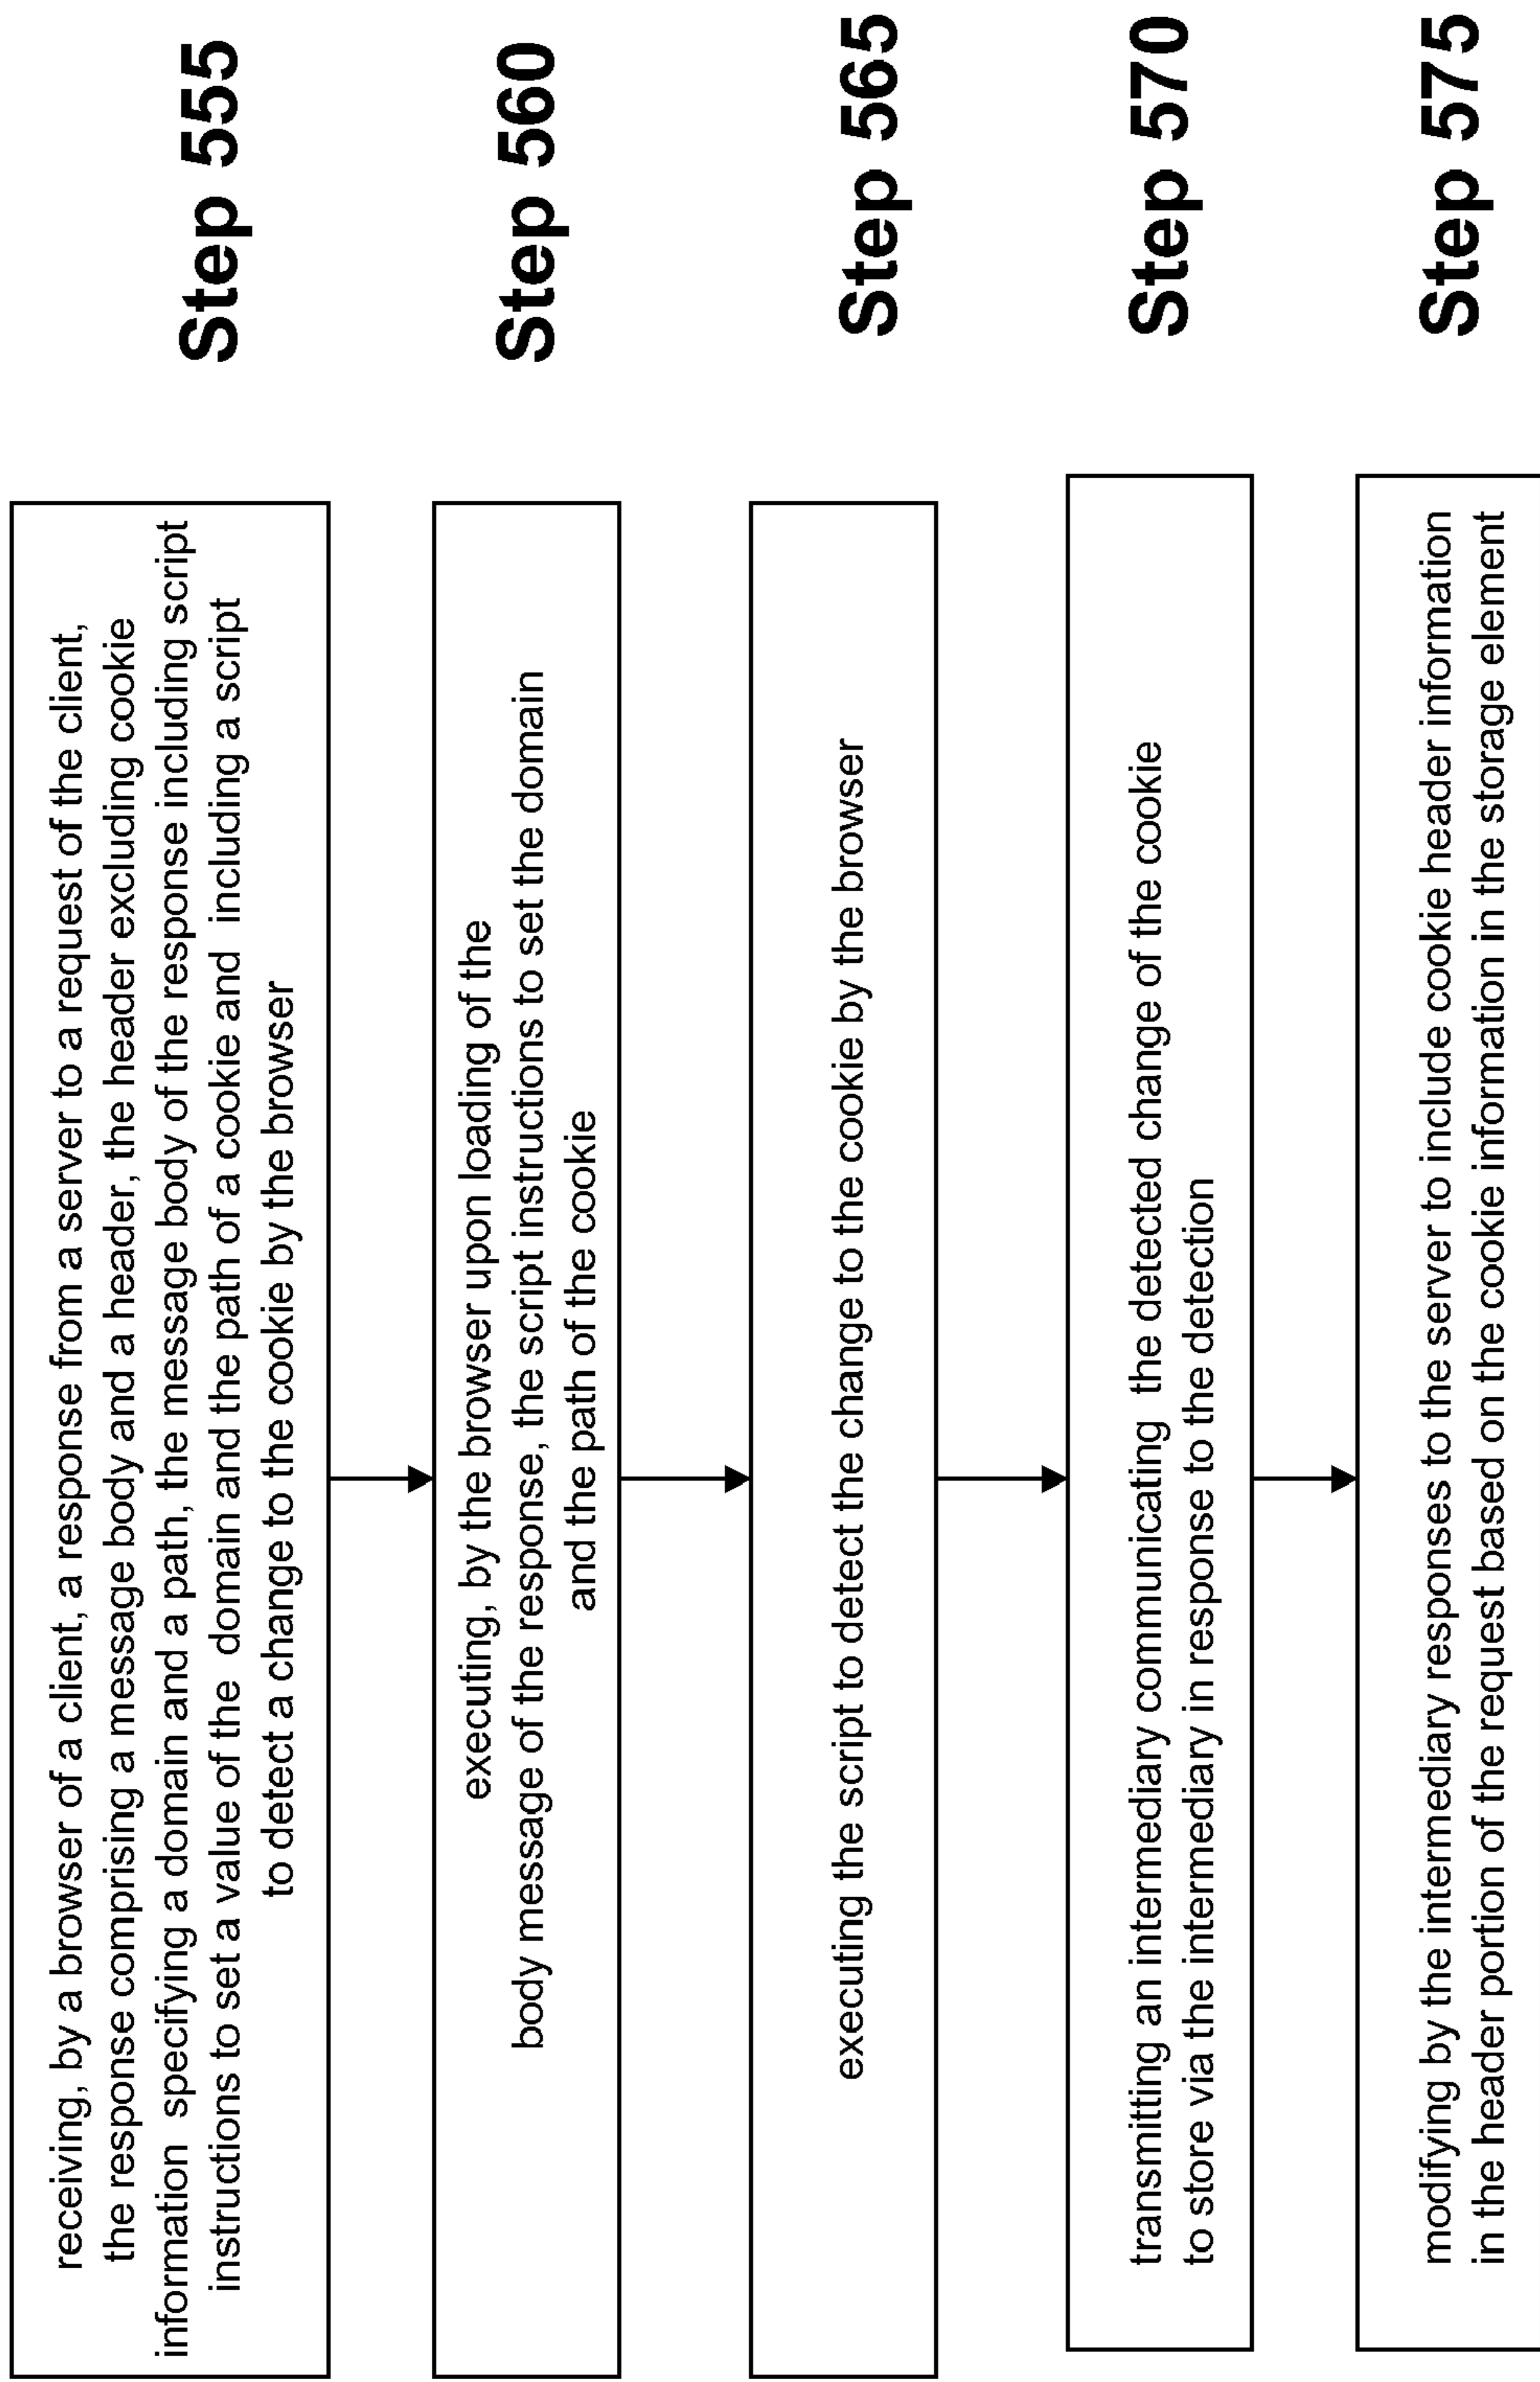 receiving, by a browser of a client, a response from a server to a request of the client,
the response comprising a message body and a header, the header excluding cookie
information specifying a domain and a path, the message body of the response including script
instructions to set a value of the domain and the path of a cookie and including a script
to detect a change to the cookie by the browser
Step 555
executing, by the browser upon loading of the
body message of the response, the script instructions to set the domain
and the path of the cookie
Step 560
executing the script to detect the change to the cookie by the browser
Step 565
transmitting an intermediary communicating the detected change of the cookie
to store via the intermediary in response to the detection
Step 570
modifying by the intermediary responses to the server to include cookie header information
in the header portion of the request based on the cookie information in the storage element
Step 575